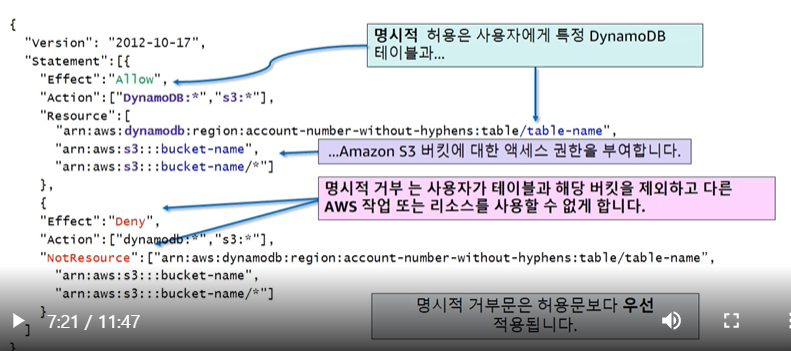 {
"Version": "2012-10-17",
"Statement":[{
"Effect":"Allow",
"Action":["DynamoDB:*","s3:*"],
"Resource":[
"arn:aws:dynamodb:region:account-number-without-hyphens:table/table-name",
"arn:aws:s3:::bucket-name",
"arn:aws:s3:::bucket-name/*"]
},
{
"Effect":"Deny",
"Action":["dynamodb:*","s3:*"],
"NotResource":["arn:aws:dynamodb:region:account-number-without-hyphens:table/table-name",
"arn:aws:s3:::bucket-name",
"arn:aws:s3:::bucket-name/*"]
}
]
}
명시적 허용은 사용자에게 특정 DynamoDB
테이블과...
...Amazon S3 버킷에 대한 액세스 권한을 부여합니다.
명시적 거부 는 사용자가 테이블과 해당 버킷을 제외하고 다른
AWS 작업 또는 리소스를 사용할 수 없게 합니다.
명시적 거부문은 허용문보다 우선
적용됩니다.
7:21 / 11:47